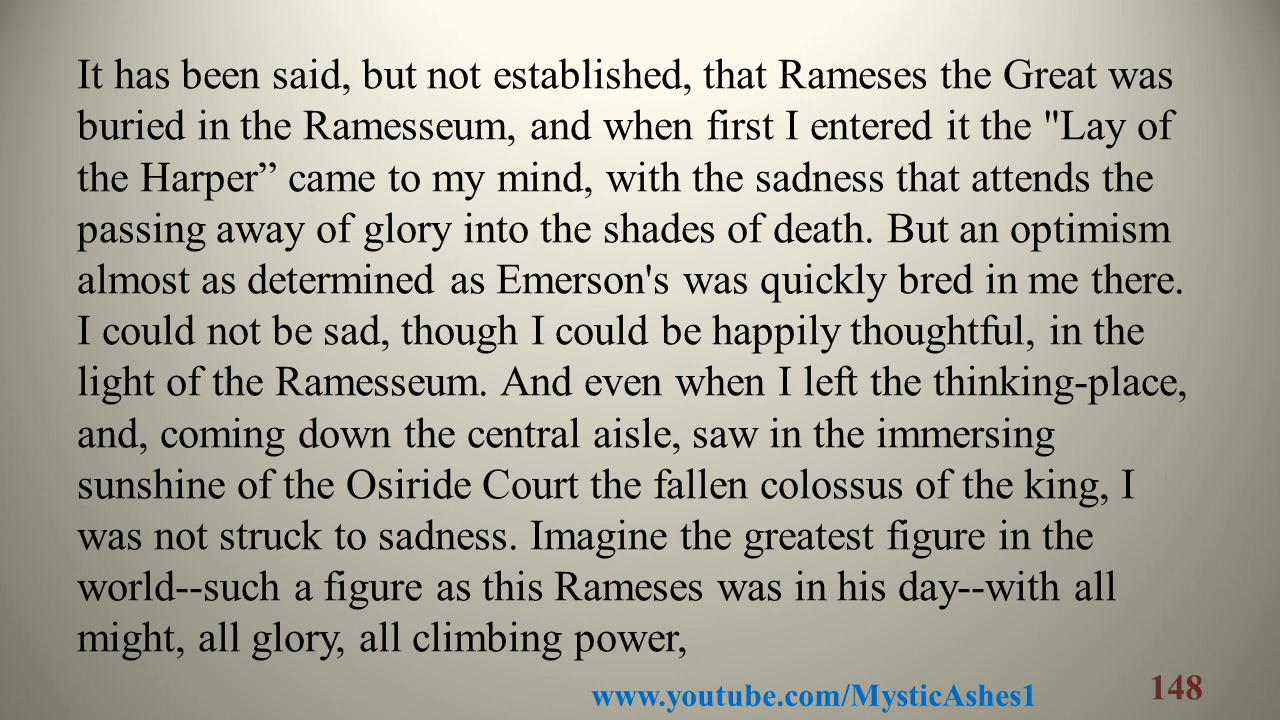 It has been said, but not established, that Rameses the Great was
buried in the Ramesseum, and when first I entered it the "Lay of
the Harper” came to my mind, with the sadness that attends the
passing away of glory into the shades of death. But an optimism
almost as determined as Emerson's was quickly bred in me there.
I could not be sad, though I could be happily thoughtful, in the
light of the Ramesseum. And even when I left the thinking-place,
and, coming down the central aisle, saw in the immersing
sunshine of the Osiride Court the fallen colossus of the king, I
was not struck to sadness. Imagine the greatest figure in the
world--such a figure as this Rameses was in his day--with all
might, all glory, all climbing power,
www.youtube.com/MysticAshes1
148